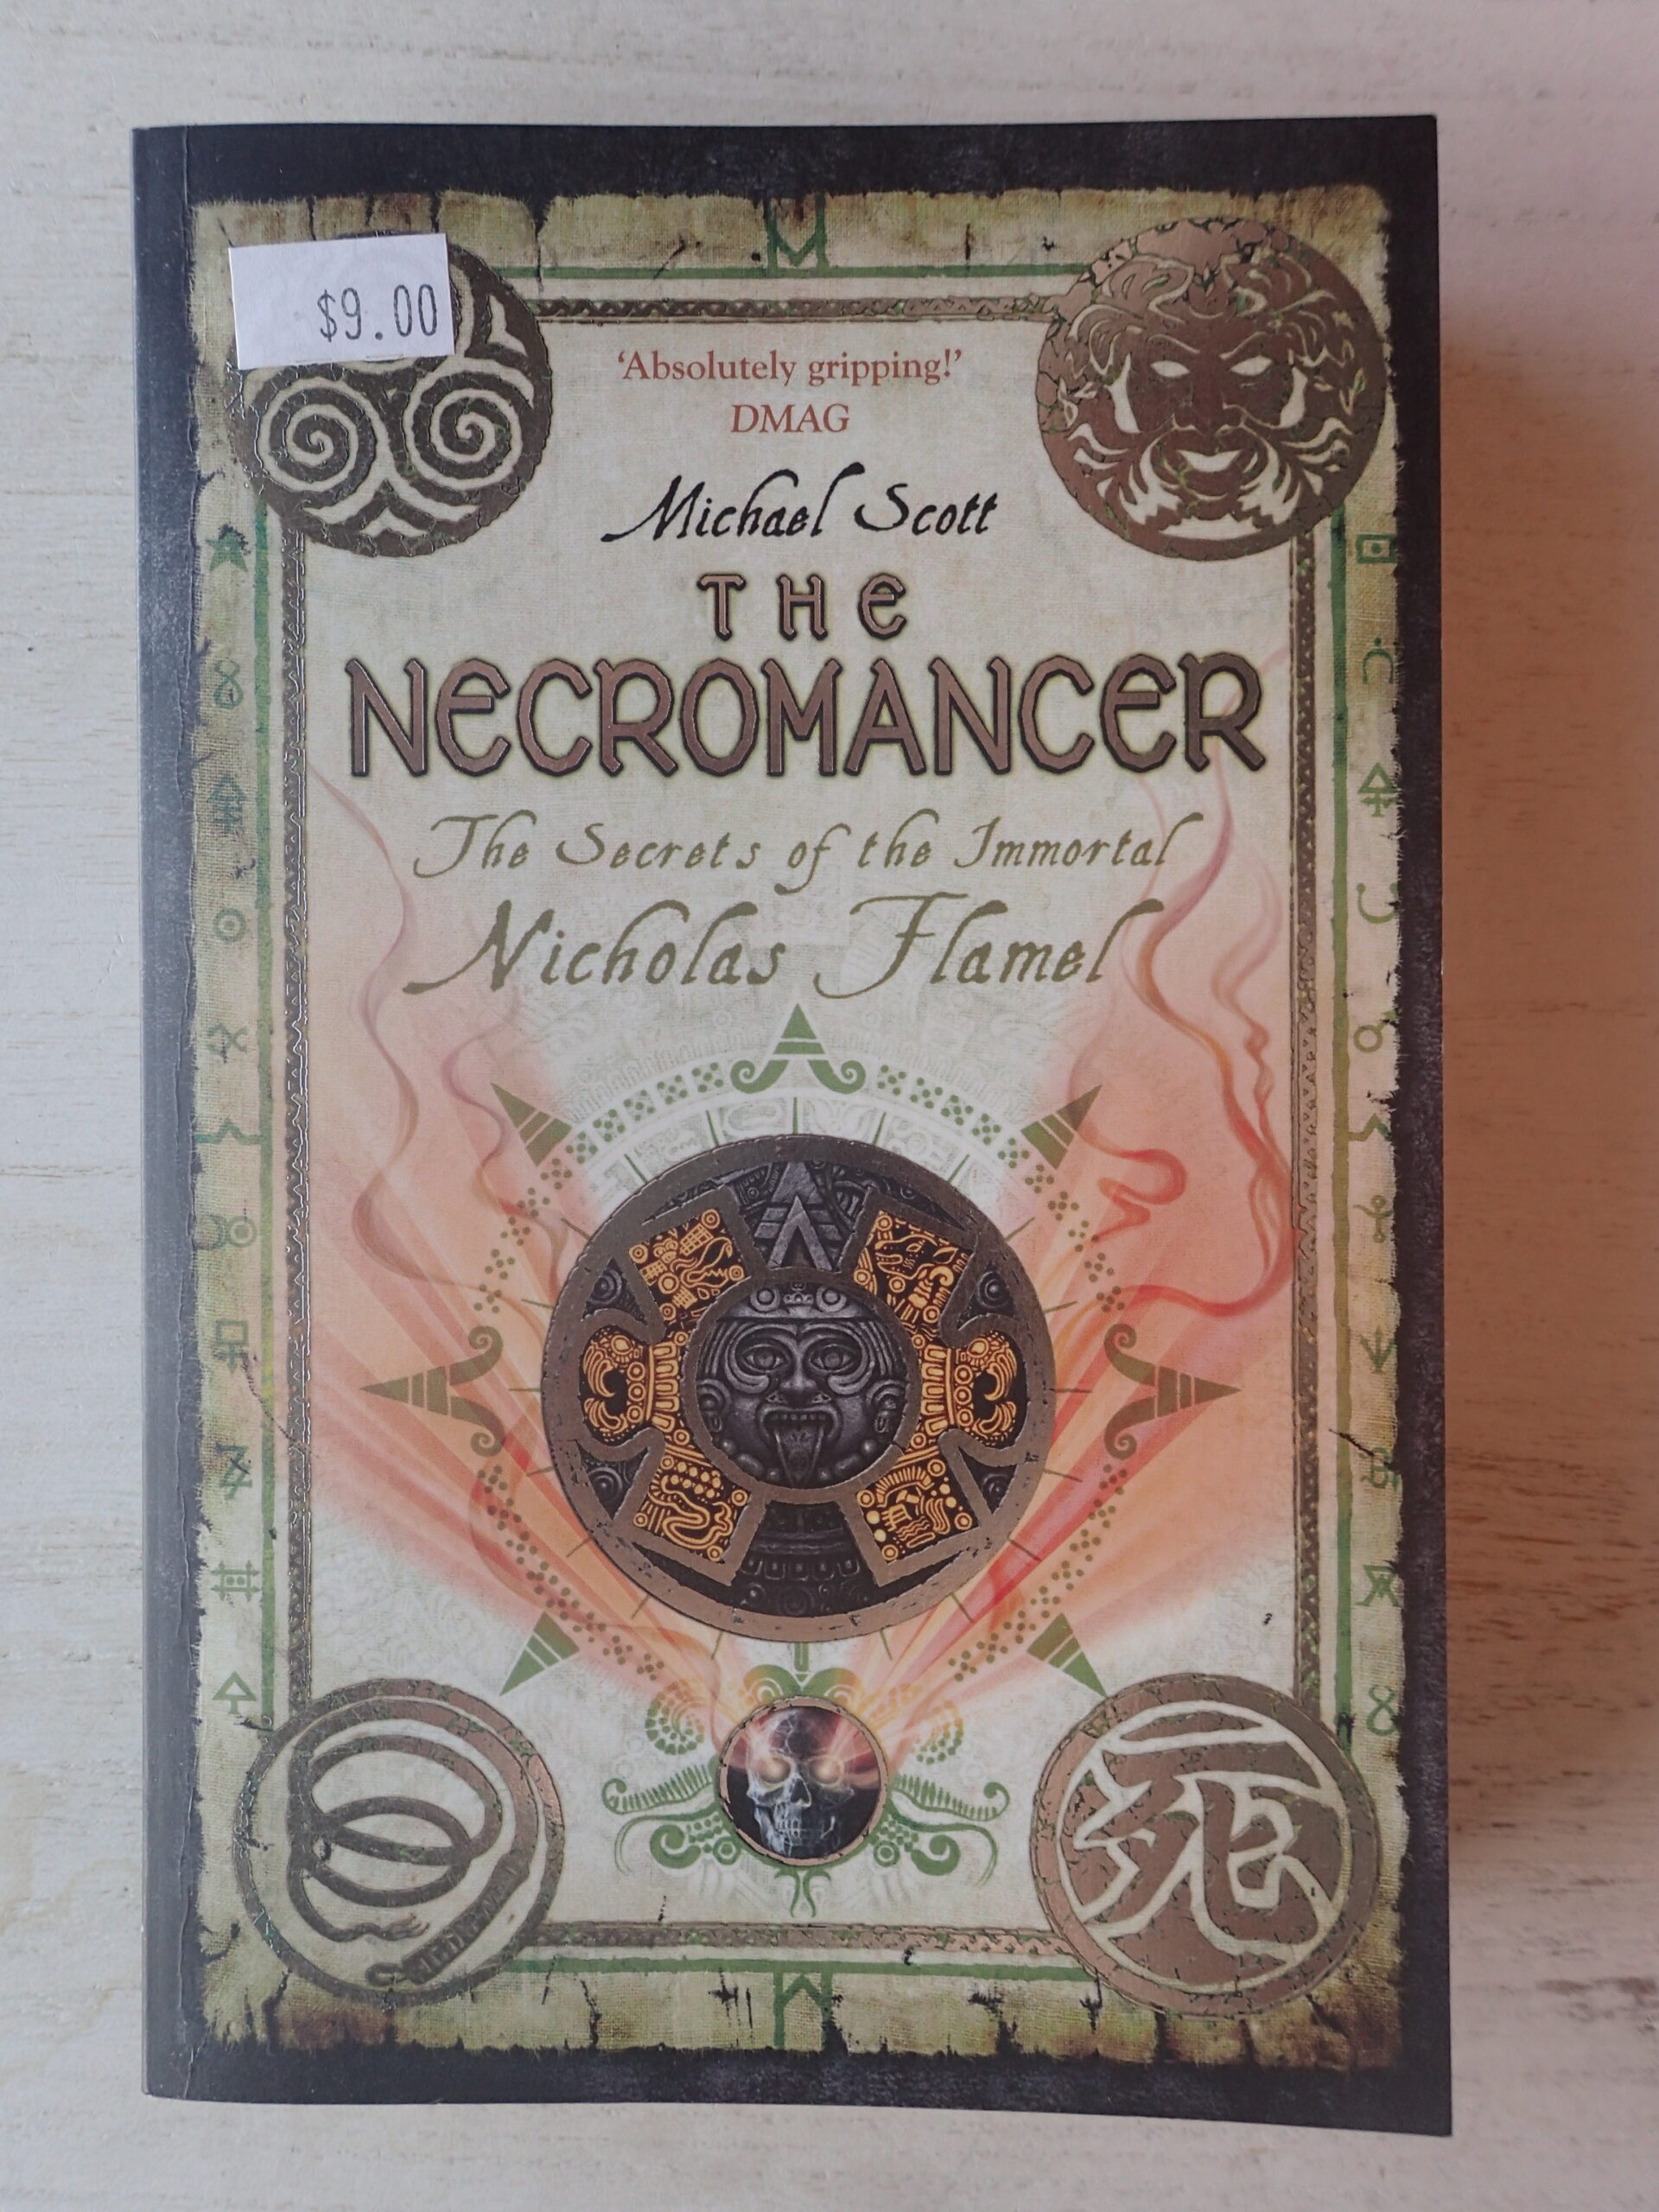 $9.00
‘Absolutely gripping!’
DMAG
Michael Scott
THE
NECROMANCER
The Secrets of the Immortal
Nicholas Flamel
死